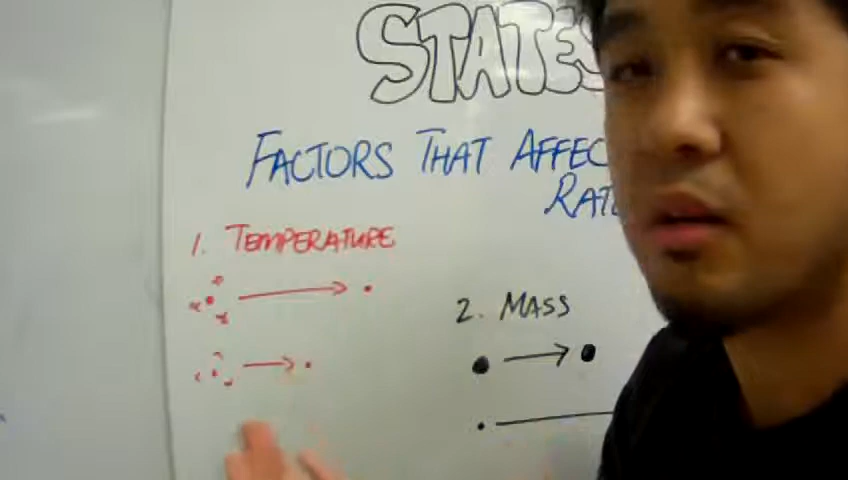 STATES
FACTORS THAT AFFEC
RATE
1. TEMPERATURE
2. MASS